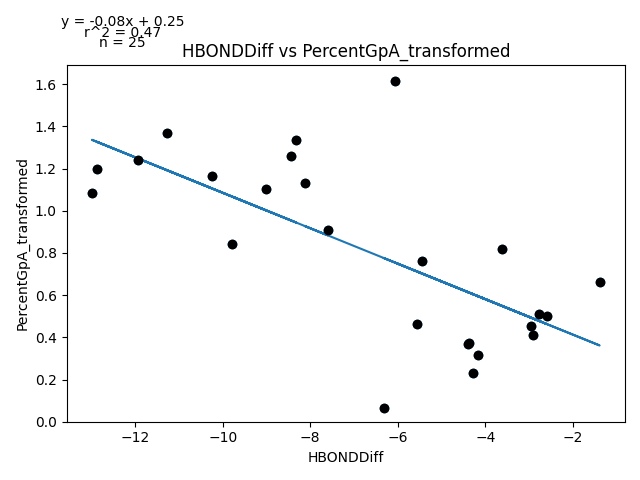 y = -0.08x + 0.25
r^2 = 0.47
n = 25
HBONDDiff vs PercentGpA_transformed
PercentGpA_transformed
1.6
1.4
1.2
1.0
0.8
0.6
0.4
0.2
0.0
−12
−10
−8
−6
−4
−2
HBONDDiff